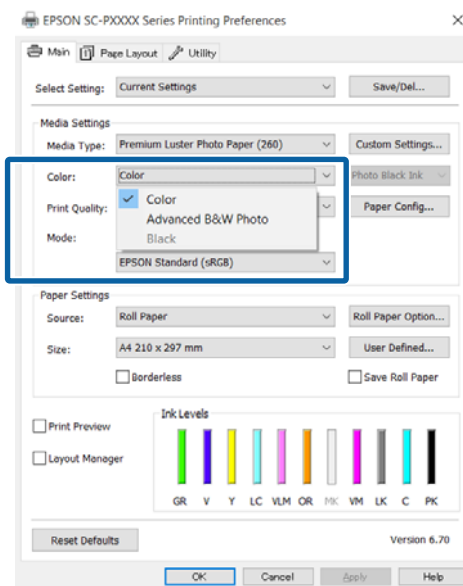 EPSON SC-PXXXX Series Printing Preferences
Main Page Layout Utility
Select Setting: Current Settings Save/Del...
Media Settings
Media Type: Premium Luster Photo Paper (260) Custom Settings...
Color: Color Photo Black Ink
Color
Print Quality: Paper Config...
Advanced B&W Photo
Mode: Black
EPSON Standard (sRGB)
Paper Settings
Source: Roll Paper Roll Paper Option...
Size: A4 210 x 297 mm User Defined...
Borderless Save Roll Paper
Ink Levels
Print Preview
Layout Manager
GR V Y LC VLM OR MK VM LK C PK
Reset Defaults Version 6.70
OK Cancel Apply Help